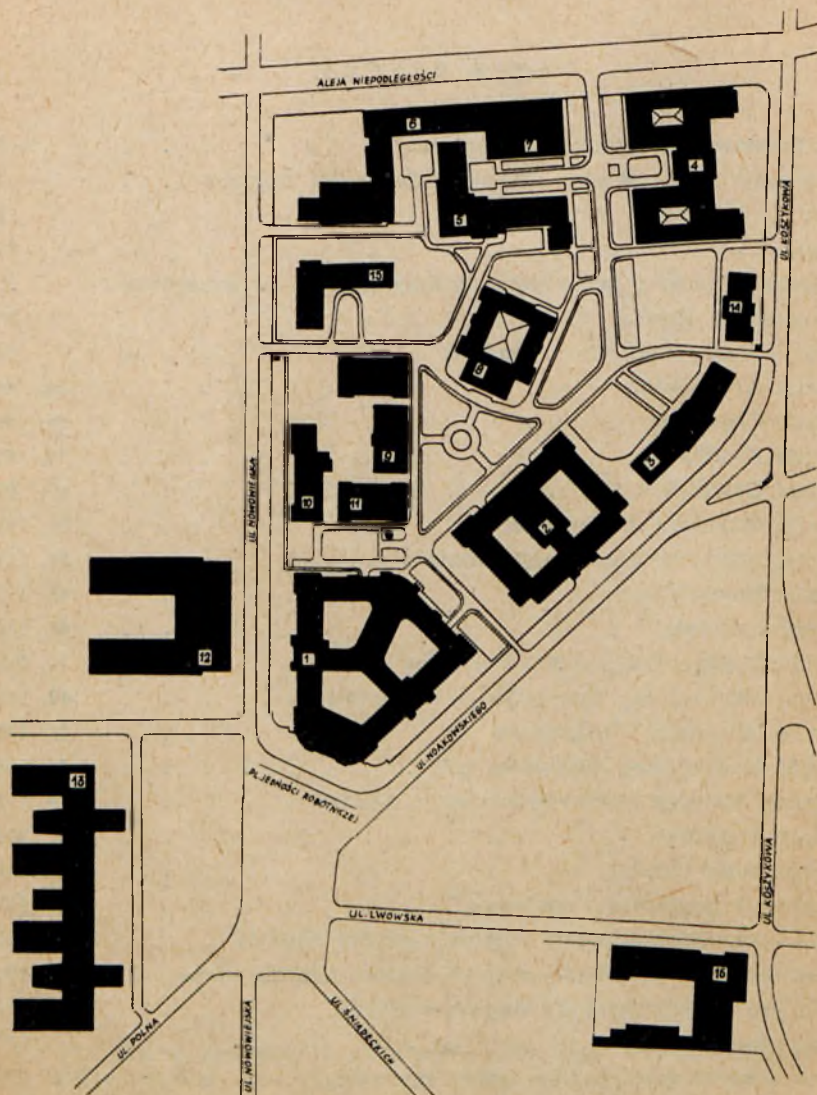 ALEJA NIEPODLEGŁOŚCI
6
7
4
5
UL. KOSZYKOWA
15
14
8
3
9
10
11
2
UL. NOWOWIEJSKA
12
1
UL. NOAKOWSKIEGO
PL. JEDNOŚCI ROBOTNICZEJ
13
UL. KOSZYKOWA
UL. LWOWSKA
16
UL. POLNA
UL. NOWOWIEJSKA
UL. ŚNIADECKICH